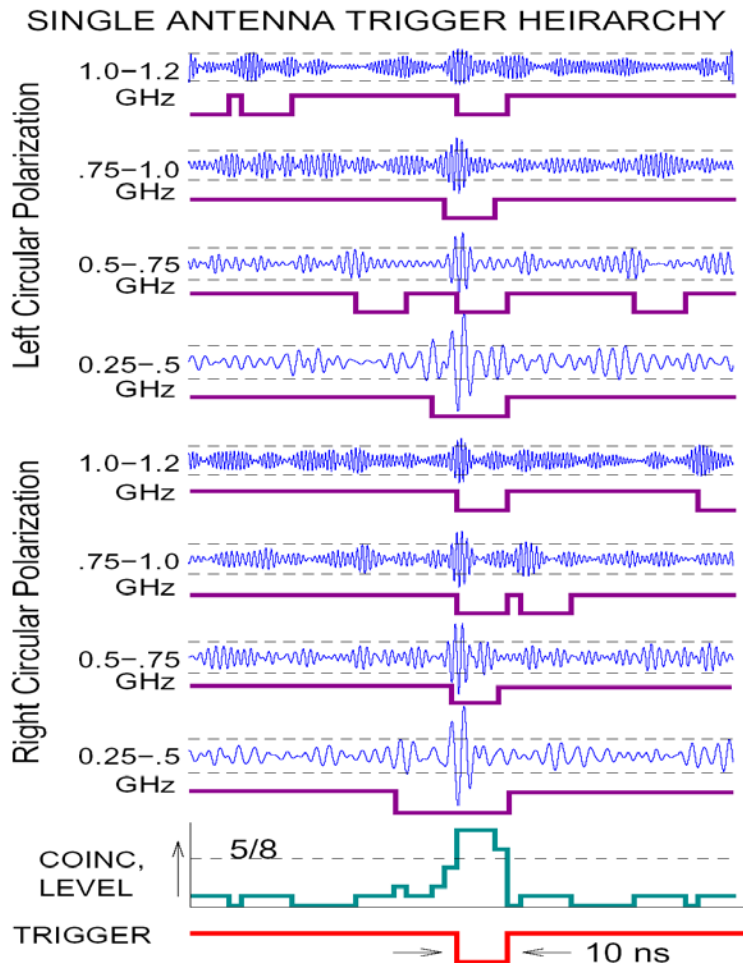 SINGLE ANTENNA TRIGGER HEIRARCHY
Left Circular Polarization
1.0-1.2
GHz
.75-1.0
GHz
0.5-.75
GHz
0.25-.5
GHz
Right Circular Polarization
1.0-1.2
GHz
.75-1.0
GHz
0.5-.75
GHz
0.25-.5
GHz
COINC,
LEVEL
5/8
TRIGGER
10 ns